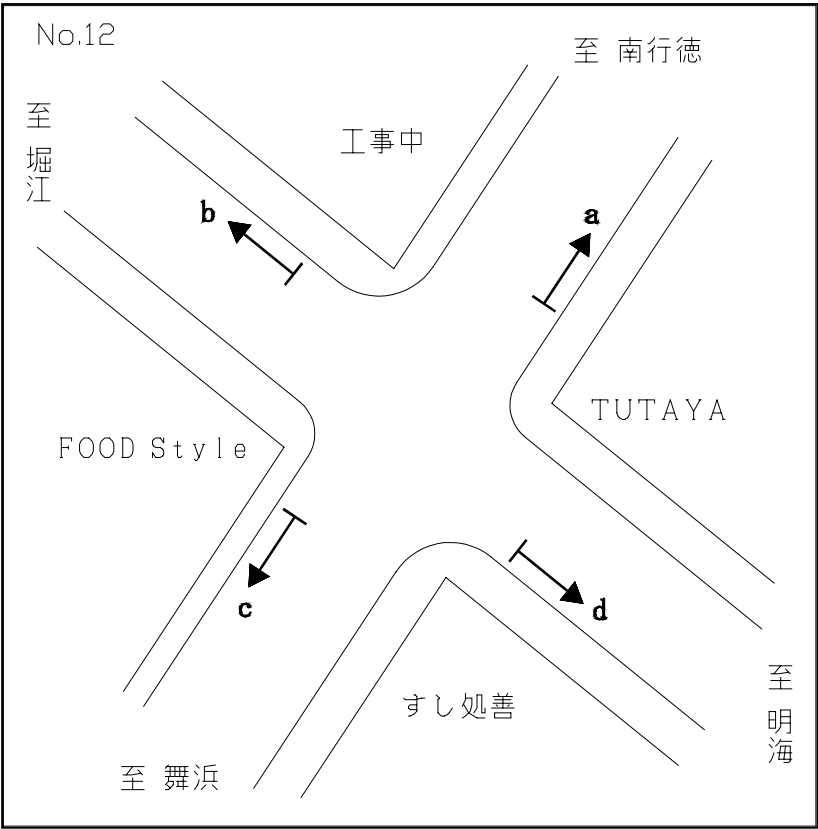 No.12
至 南行徳
至 堀江
工事中
b
a
TUTAYA
FOOD Style
c
d
すし処善
至 明海
至 舞浜